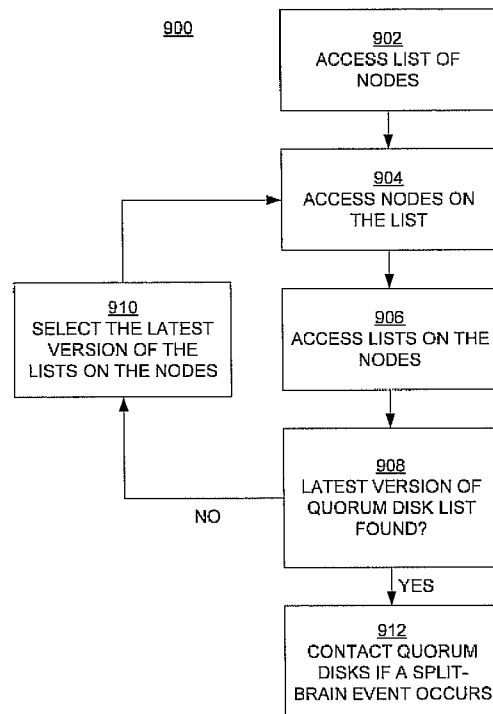 900
902
ACCESS LIST OF
NODES
904
ACCESS NODES ON
THE LIST
910
SELECT THE LATEST
VERSION OF THE
LISTS ON THE NODES
906
ACCESS LISTS ON THE
NODES
908
LATEST VERSION OF
QUORUM DISK LIST
FOUND?
NO
YES
912
CONTACT QUORUM
DISKS IF A SPLIT-
BRAIN EVENT OCCURS